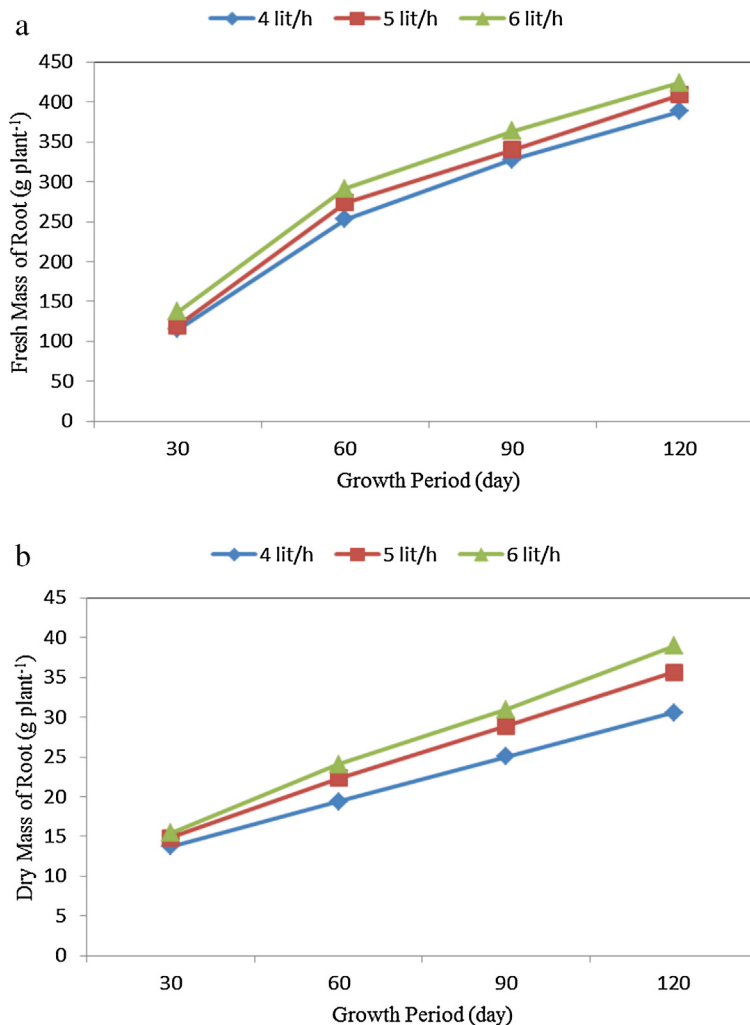 a
4 lit/h 5 lit/h 6 lit/h
450
400
350
300
250
200
150
100
50
0
Fresh Mass of Root (g plant⁻¹)
30 60 90 120
Growth Period (day)
b
4 lit/h 5 lit/h 6 lit/h
45
40
35
30
25
20
15
10
5
0
Dry Mass of Root (g plant⁻¹)
30 60 90 120
Growth Period (day)